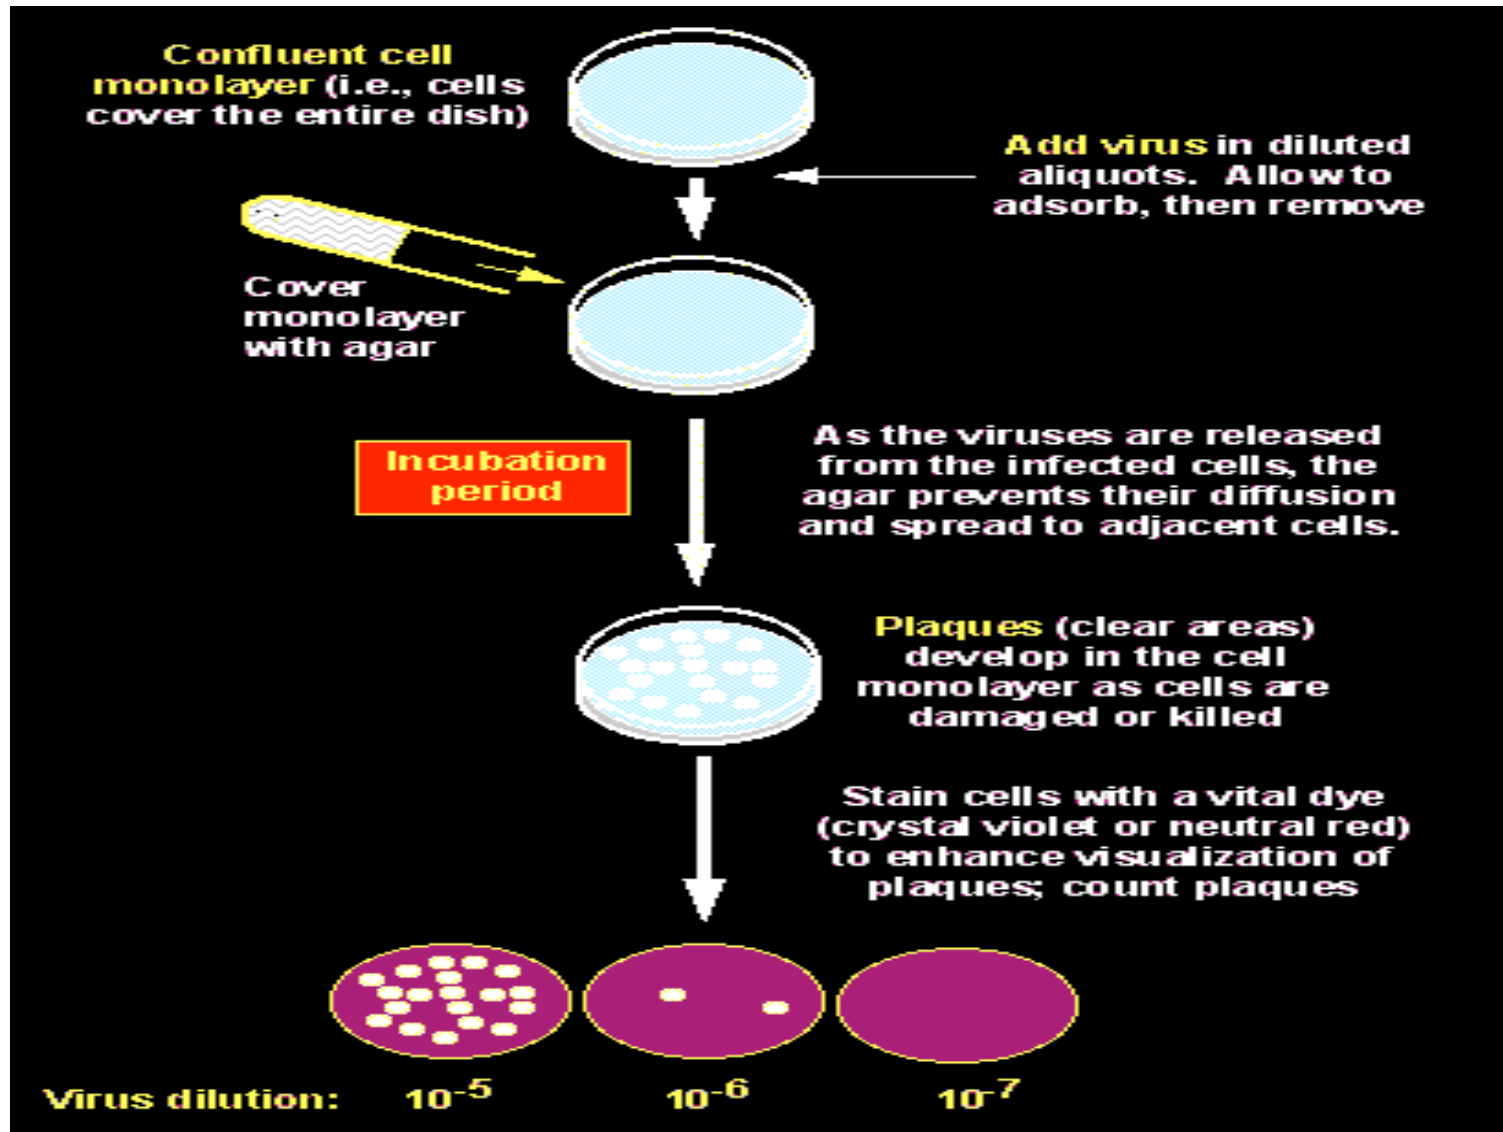 Confluent cell
monolayer (i.e., cells
cover the entire dish)
Add virus in diluted
aliquots. Allow to
adsorb, then remove
Cover
monolayer
with agar
Incubation
period
As the viruses are released
from the infected cells, the
agar prevents their diffusion
and spread to adjacent cells.
Plaques (clear areas)
develop in the cell
monolayer as cells are
damaged or killed
Stain cells with a vital dye
(crystal violet or neutral red)
to enhance visualization of
plaques; count plaques
Virus dilution: 10⁻⁵ 10⁻⁶ 10⁻⁷